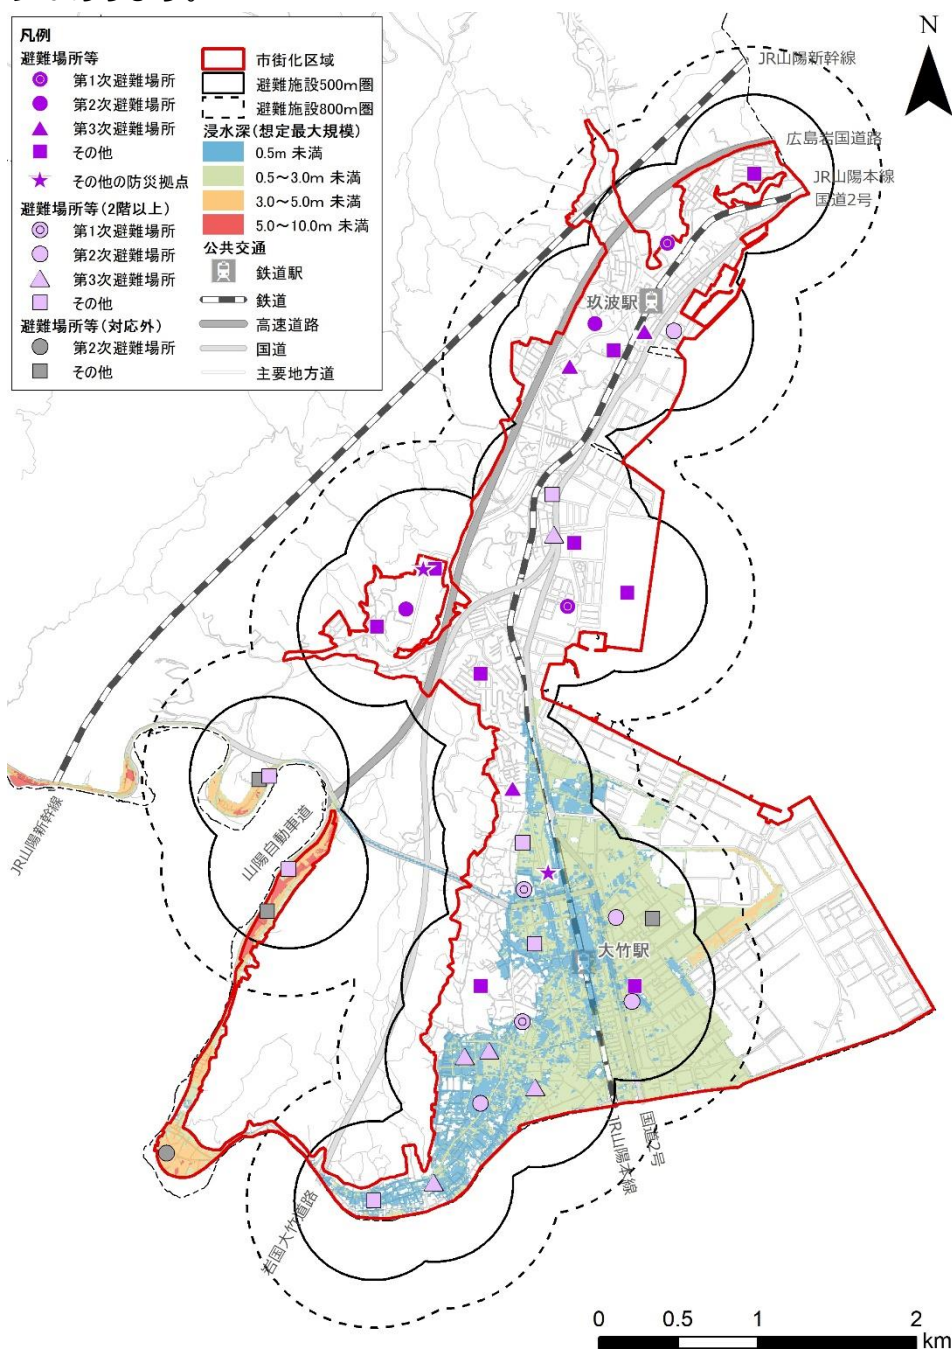 凡例
避難場所等
第1次避難場所
第2次避難場所
第3次避難場所
その他
その他の防災拠点
避難場所等(2階以上)
第1次避難場所
第2次避難場所
第3次避難場所
その他
避難場所等(対応外)
第2次避難場所
その他
市街化区域
避難施設500m圏
避難施設800m圏
浸水深(想定最大規模)
0.5m 未満
0.5~3.0m 未満
3.0~5.0m 未満
5.0~10.0m 未満
公共交通
鉄道駅
鉄道
高速道路
国道
主要地方道
N
JR山陽新幹線
広島岩国道路
JR山陽本線
国道2号
玖波駅
JR山陽新幹線
山陽自動車道
大竹駅
岩国大竹道路
JR山陽本線
国道2号
0 0.5 1 2
km